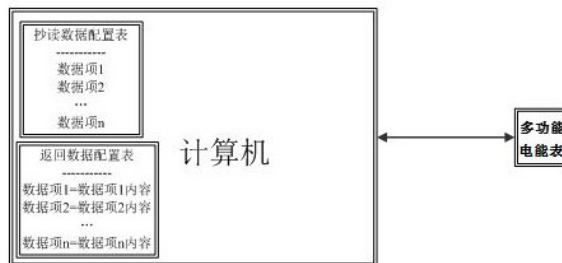 抄读数据配置表
-----------
数据项1
数据项2
...
数据项n
返回数据配置表
-----------
数据项1=数据项1内容
数据项2=数据项2内容
...
数据项n=数据项n内容
计算机
多功能
电能表